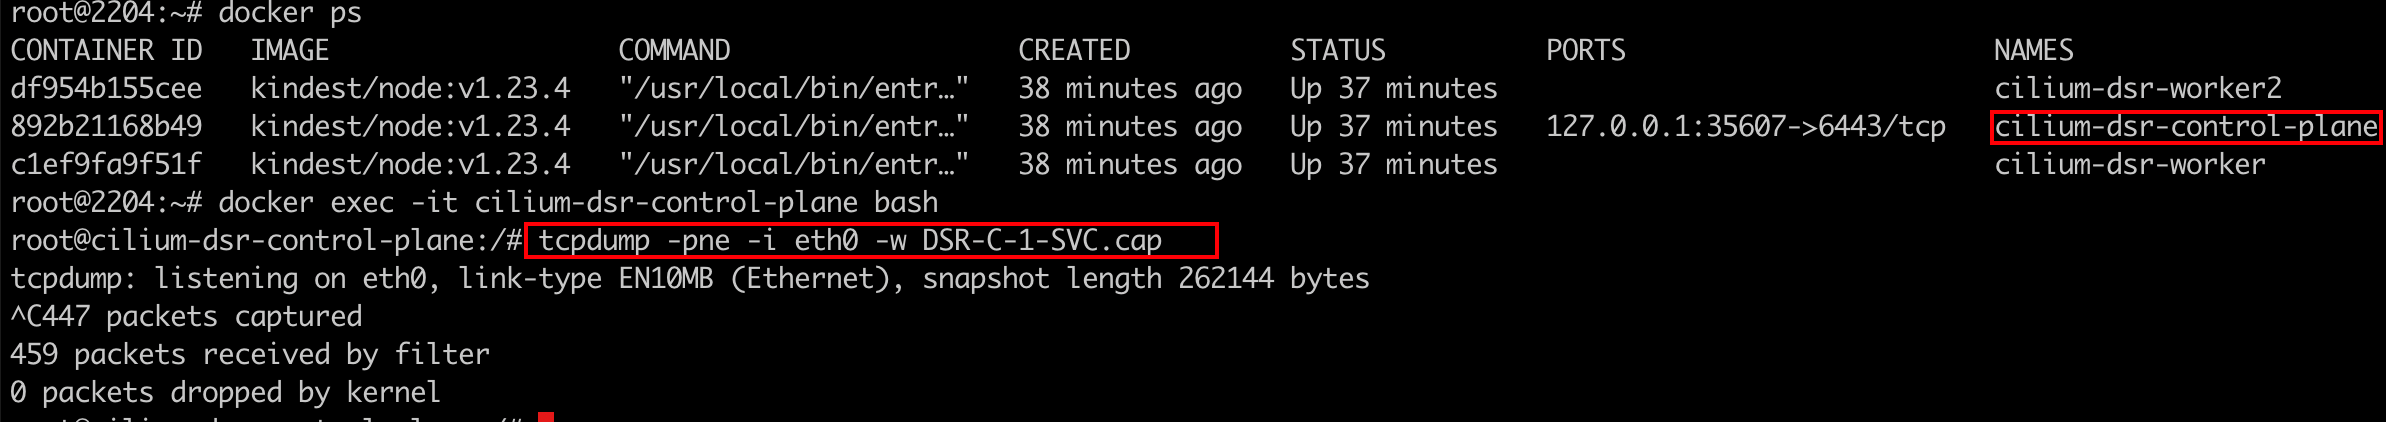 root@2204:~# docker ps
CONTAINER ID   IMAGE                  COMMAND                  CREATED          STATUS          PORTS                       NAMES
df954b155cee   kindest/node:v1.23.4   "/usr/local/bin/entr…"   38 minutes ago   Up 37 minutes                               cilium-dsr-worker2
892b21168b49   kindest/node:v1.23.4   "/usr/local/bin/entr…"   38 minutes ago   Up 37 minutes   127.0.0.1:35607->6443/tcp   cilium-dsr-control-plane
c1ef9fa9f51f   kindest/node:v1.23.4   "/usr/local/bin/entr…"   38 minutes ago   Up 37 minutes                               cilium-dsr-worker
root@2204:~# docker exec -it cilium-dsr-control-plane bash
root@cilium-dsr-control-plane:/# tcpdump -pne -i eth0 -w DSR-C-1-SVC.cap
tcpdump: listening on eth0, link-type EN10MB (Ethernet), snapshot length 262144 bytes
^C447 packets captured
459 packets received by filter
0 packets dropped by kernel
root@cilium-dsr-control-plane:/#